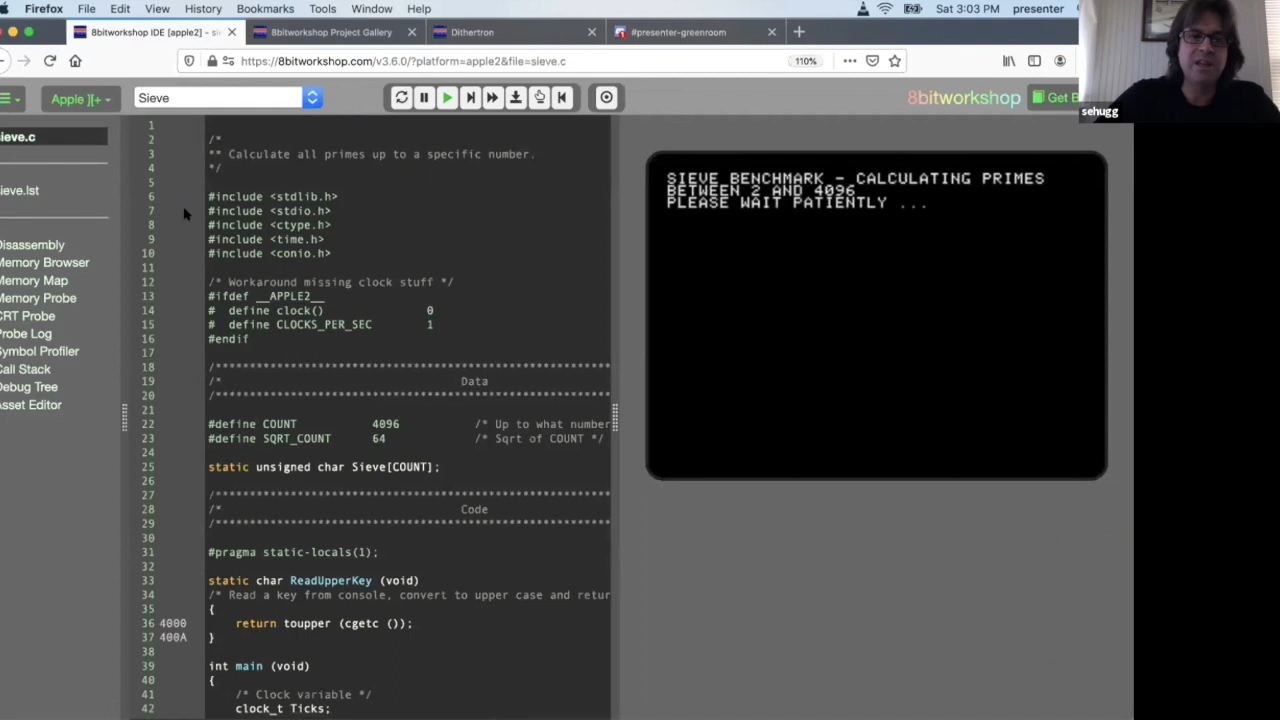 Firefox File Edit View History Bookmarks Tools Window Help Sat 3:03 PM presenter
8bitworkshop IDE [apple2] - si
8bitworkshop Project Gallery
Dithertron
#presenter-greenroom
https://8bitworkshop.com/v3.6.0/?platform=apple2&file=sieve.c
110%
sehugg
Apple ][+
Sieve
8bitworkshop
Get B
sieve.c
sieve.lst
Disassembly
Memory Browser
Memory Map
Memory Probe
CRT Probe
Probe Log
Symbol Profiler
Call Stack
Debug Tree
Asset Editor
1
2 /*
3 ** Calculate all primes up to a specific number.
4 */
5
6 #include <stdlib.h>
7 #include <stdio.h>
8 #include <ctype.h>
9 #include <time.h>
10 #include <conio.h>
11
12 /* Workaround missing clock stuff */
13 #ifdef __APPLE2__
14 # define clock() 0
15 # define CLOCKS_PER_SEC 1
16 #endif
17
18 /***********************************************************
19 /* Data
20 /***********************************************************
21
22 #define COUNT 4096 /* Up to what number
23 #define SQRT_COUNT 64 /* Sqrt of COUNT */
24
25 static unsigned char Sieve[COUNT];
26
27 /***********************************************************
28 /* Code
29 /***********************************************************
30
31 #pragma static-locals(1);
32
33 static char ReadUpperKey (void)
34 /* Read a key from console, convert to upper case and retur
35 {
36 4000 return toupper (cgetc ());
37 400A }
38
39 int main (void)
40 {
41 /* Clock variable */
42 clock_t Ticks;
SIEVE BENCHMARK - CALCULATING PRIMES
BETWEEN 2 AND 4096
PLEASE WAIT PATIENTLY ...